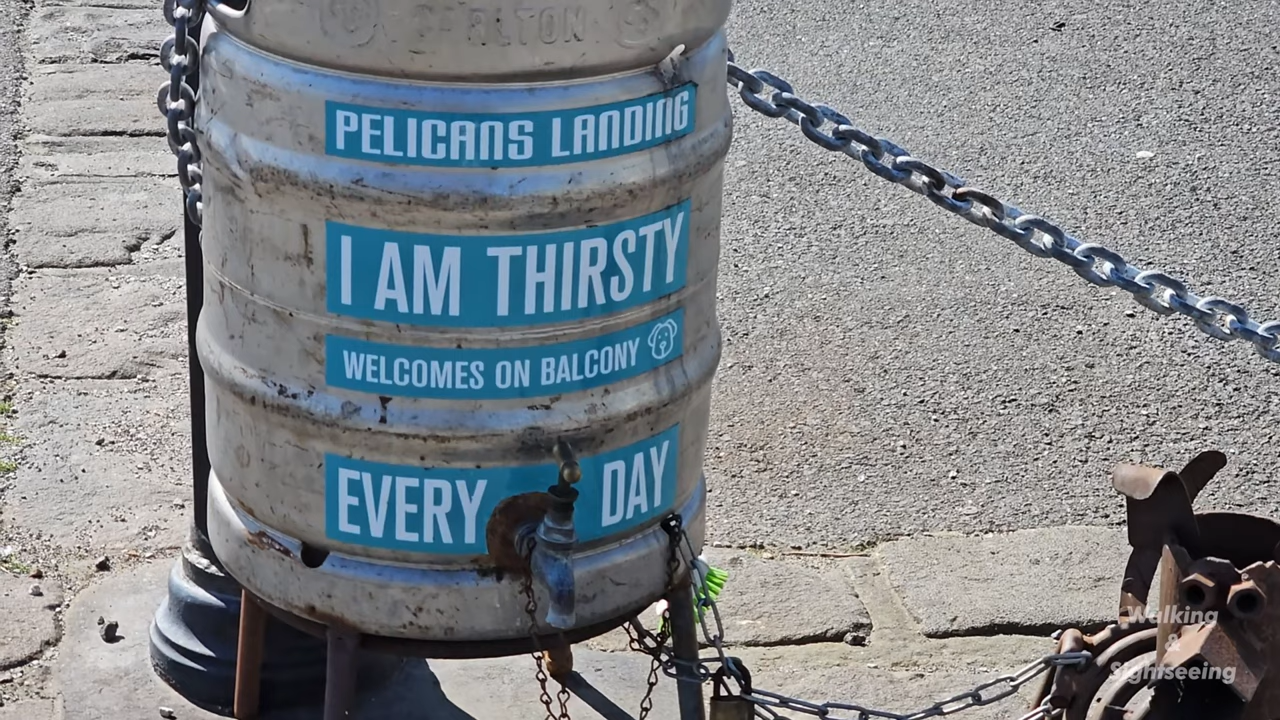 CARLTON
PELICANS LANDING
I AM THIRSTY
WELCOMES ON BALCONY
EVERY DAY
Walking
&
Sightseeing